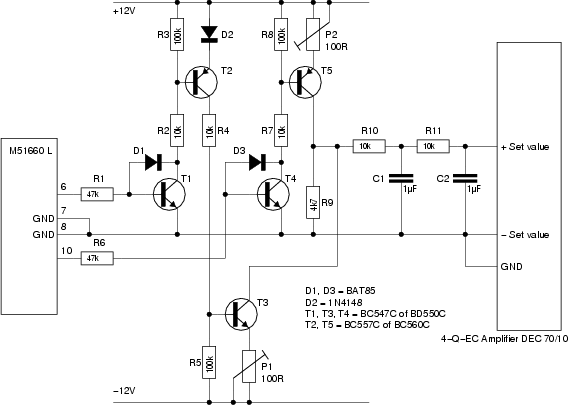 +12V
R3
100k
D2
R8
100k
P2
100R
T2
T5
R2
10k
10k
R4
R7
10k
M51660 L
D1
D3
R10
10k
R11
10k
+ Set value
6
R1
47k
T1
T4
C1
1µF
C2
1µF
7
GND
8
GND
R9
4k7
− Set value
10
R6
47k
GND
T3
D1, D3 = BAT85
D2 = 1N4148
T1, T3, T4 = BC547C of BD550C
T2, T5 = BC557C of BC560C
4−Q−EC Amplifier DEC 70/10
R5
100k
P1
100R
−12V